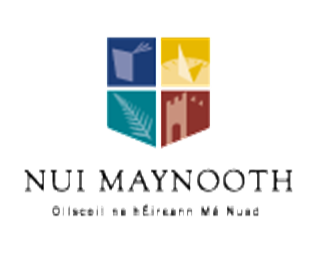 NUI MAYNOOTH
Ollscoil na hÉireann Má Nuad